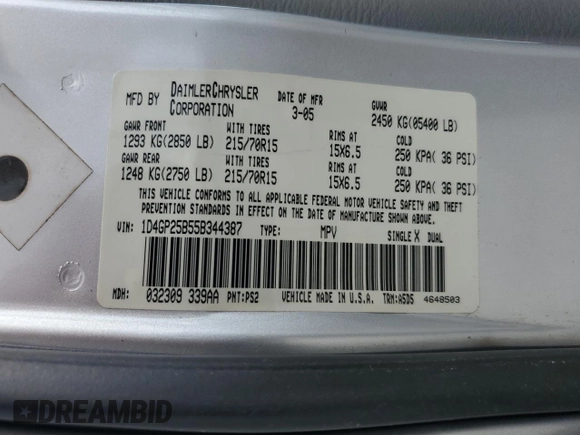 MFD BY DAIMLERCHRYSLER CORPORATION DATE OF MFR 3-05 GVWR 2450 KG(05400 LB)
GAWR FRONT WITH TIRES RIMS AT COLD
1293 KG(2850 LB) 215/70R15 15X6.5 250 KPA( 36 PSI)
GAWR REAR WITH TIRES RIMS AT COLD
1248 KG(2750 LB) 215/70R15 15X6.5 250 KPA( 36 PSI)
THIS VEHICLE CONFORMS TO ALL APPLICABLE FEDERAL MOTOR VEHICLE SAFETY AND THEFT
PREVENTION STANDARDS IN EFFECT ON THE DATE OF MANUFACTURE SHOWN ABOVE.
VIN: 1D4GP25B55B344387 TYPE: MPV SINGLE X DUAL
MDH: 032309 339AA PNT:PS2 VEHICLE MADE IN U.S.A. TRM:A5D5 4648503
DREAMBID